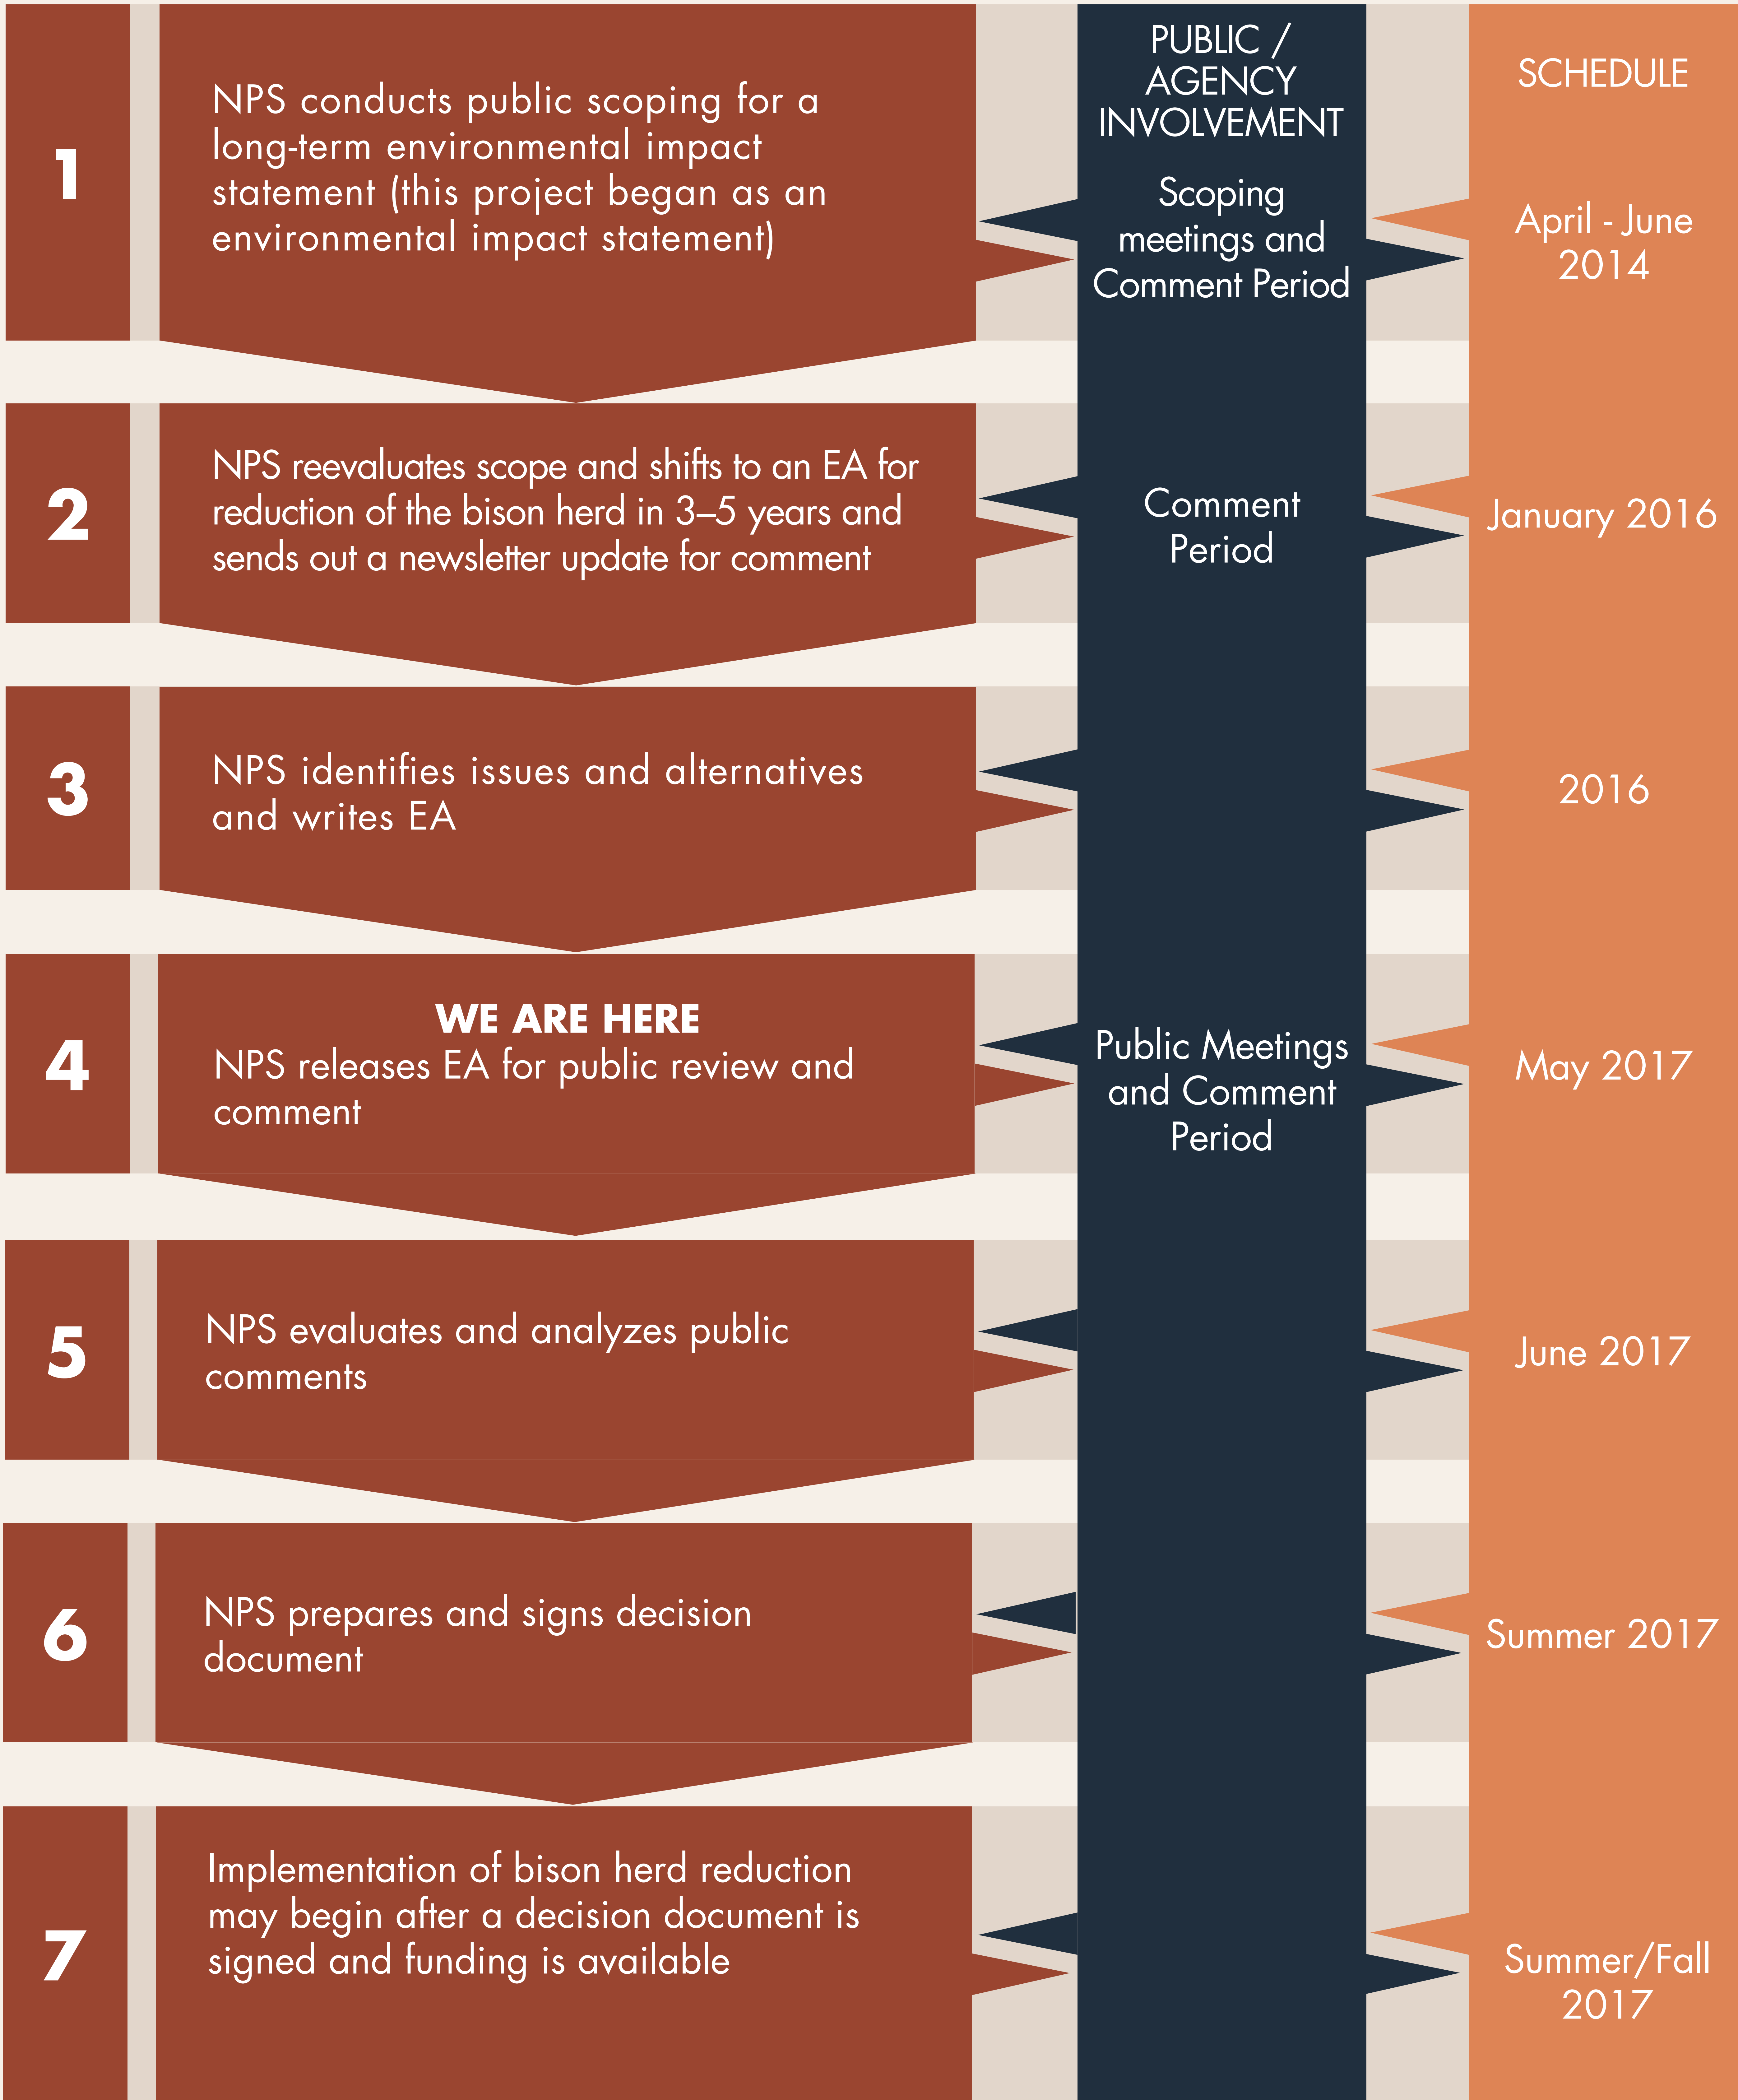 1
NPS conducts public scoping for a
long-term environmental impact
statement (this project began as an
environmental impact statement)
PUBLIC /
AGENCY
INVOLVEMENT
Scoping
meetings and
Comment Period
SCHEDULE
April - June
2014
2
NPS reevaluates scope and shifts to an EA for
reduction of the bison herd in 3–5 years and
sends out a newsletter update for comment
Comment
Period
January 2016
3
NPS identifies issues and alternatives
and writes EA
2016
4
WE ARE HERE
NPS releases EA for public review and
comment
Public Meetings
and Comment
Period
May 2017
5
NPS evaluates and analyzes public
comments
June 2017
6
NPS prepares and signs decision
document
Summer 2017
7
Implementation of bison herd reduction
may begin after a decision document is
signed and funding is available
Summer/Fall
2017